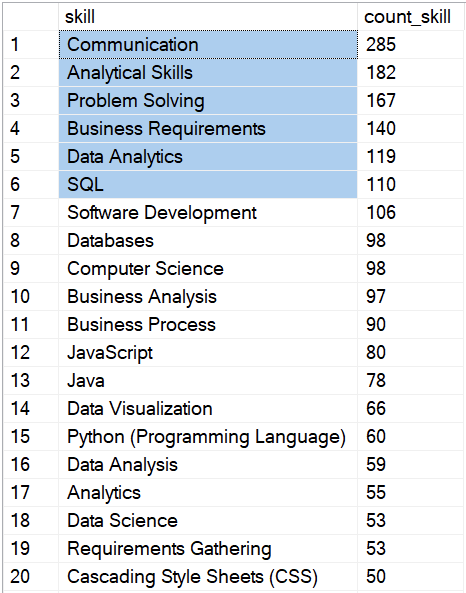 skill count_skill
1 Communication 285
2 Analytical Skills 182
3 Problem Solving 167
4 Business Requirements 140
5 Data Analytics 119
6 SQL 110
7 Software Development 106
8 Databases 98
9 Computer Science 98
10 Business Analysis 97
11 Business Process 90
12 JavaScript 80
13 Java 78
14 Data Visualization 66
15 Python (Programming Language) 60
16 Data Analysis 59
17 Analytics 55
18 Data Science 53
19 Requirements Gathering 53
20 Cascading Style Sheets (CSS) 50